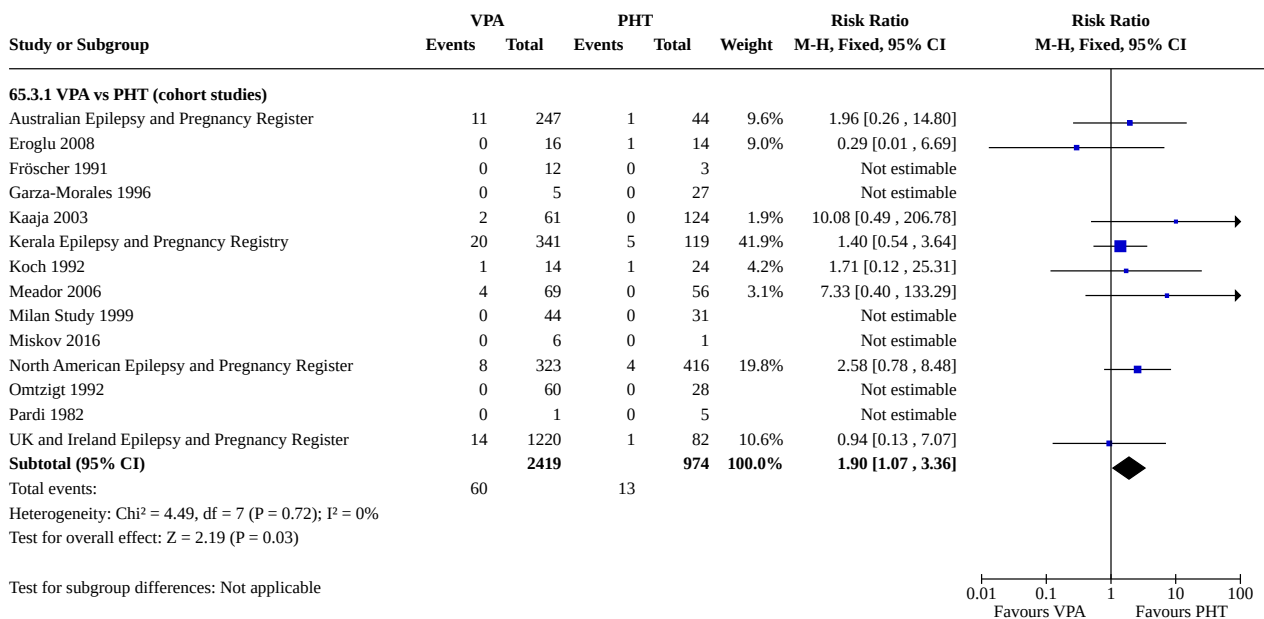 VPA PHT Risk Ratio Risk Ratio
Study or Subgroup Events Total Events Total Weight M-H, Fixed, 95% CI M-H, Fixed, 95% CI
65.3.1 VPA vs PHT (cohort studies)
Australian Epilepsy and Pregnancy Register 11 247 1 44 9.6% 1.96 [0.26 , 14.80]
Eroglu 2008 0 16 1 14 9.0% 0.29 [0.01 , 6.69]
Fröscher 1991 0 12 0 3 Not estimable
Garza-Morales 1996 0 5 0 27 Not estimable
Kaaja 2003 2 61 0 124 1.9% 10.08 [0.49 , 206.78]
Kerala Epilepsy and Pregnancy Registry 20 341 5 119 41.9% 1.40 [0.54 , 3.64]
Koch 1992 1 14 1 24 4.2% 1.71 [0.12 , 25.31]
Meador 2006 4 69 0 56 3.1% 7.33 [0.40 , 133.29]
Milan Study 1999 0 44 0 31 Not estimable
Miskov 2016 0 6 0 1 Not estimable
North American Epilepsy and Pregnancy Register 8 323 4 416 19.8% 2.58 [0.78 , 8.48]
Omtzigt 1992 0 60 0 28 Not estimable
Pardi 1982 0 1 0 5 Not estimable
UK and Ireland Epilepsy and Pregnancy Register 14 1220 1 82 10.6% 0.94 [0.13 , 7.07]
Subtotal (95% CI) 2419 974 100.0% 1.90 [1.07 , 3.36]
Total events: 60 13
Heterogeneity: Chi² = 4.49, df = 7 (P = 0.72); I² = 0%
Test for overall effect: Z = 2.19 (P = 0.03)
Test for subgroup differences: Not applicable
0.01 0.1 1 10 100
Favours VPA Favours PHT